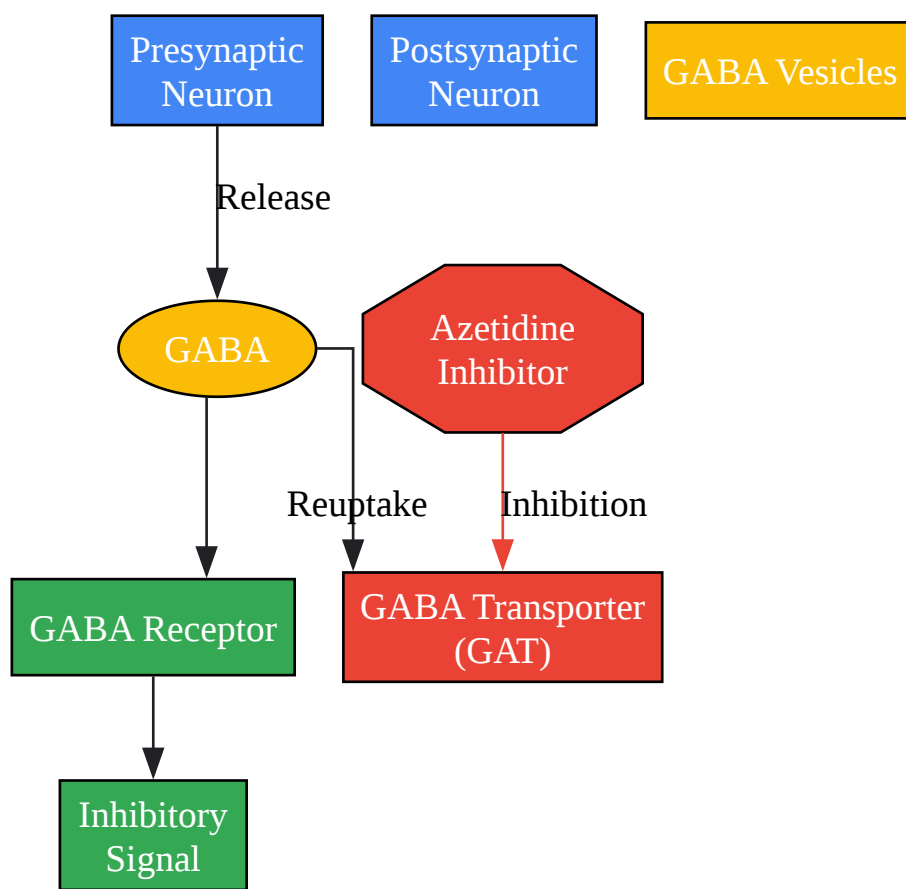 Presynaptic
Neuron
Postsynaptic
Neuron
GABA Vesicles
Release
GABA
Azetidine
Inhibitor
Reuptake
Inhibition
GABA Receptor
GABA Transporter
(GAT)
Inhibitory
Signal